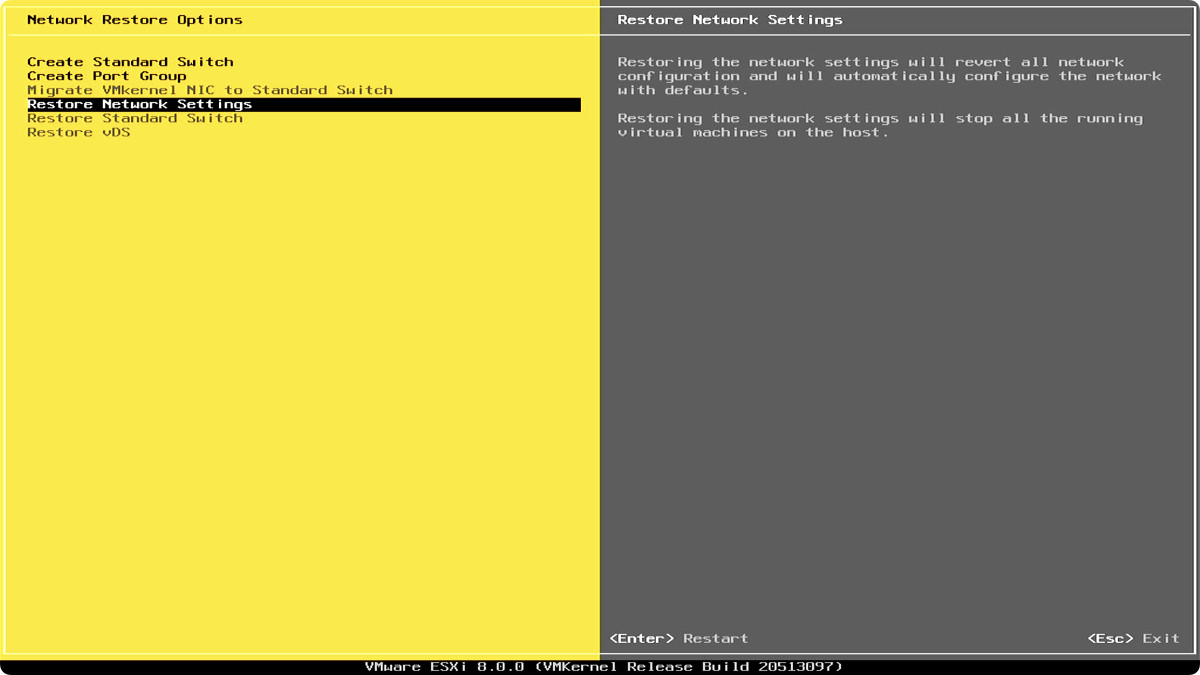 Network Restore Options
Create Standard Switch
Create Port Group
Migrate VMkernel NIC to Standard Switch
Restore Network Settings
Restore Standard Switch
Restore vDS
Restore Network Settings
Restoring the network settings will revert all network
configuration and will automatically configure the network
with defaults.
Restoring the network settings will stop all the running
virtual machines on the host.
<Enter> Restart
<Esc> Exit
VMware ESXi 8.0.0 (VMKernel Release Build 20513097)